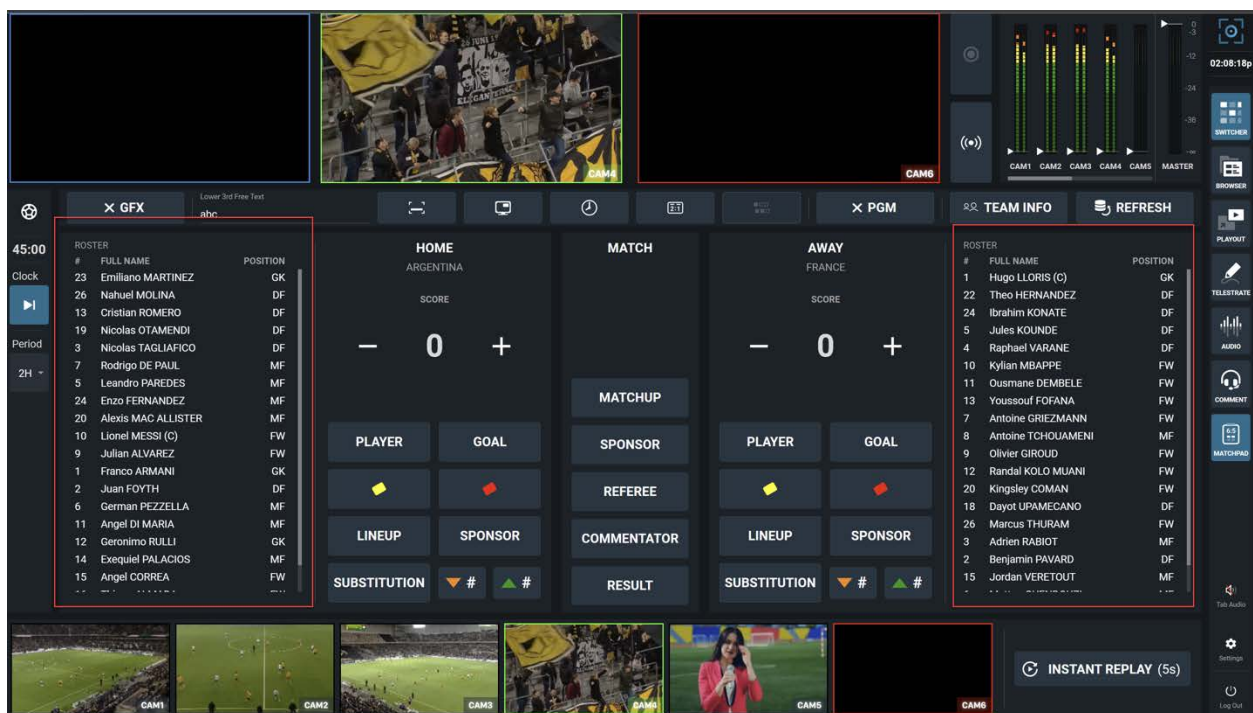 26 JUNI 1
ELEGANTERSE
CAM4
CAM6
0
-3
-12
-24
-36
-∞
CAM1 CAM2 CAM3 CAM4 CAM5 MASTER
02:08:18p
SWITCHER
BROWSER
PLAYOUT
TELESTRATE
AUDIO
COMMENT
6:5
MATCHPAD
Tab Audio
Settings
Log Out
× GFX
Lower 3rd Free Text
abc
× PGM
TEAM INFO
REFRESH
45:00
Clock
Period
2H
ROSTER
# FULL NAME POSITION
23 Emiliano MARTINEZ GK
26 Nahuel MOLINA DF
13 Cristian ROMERO DF
19 Nicolas OTAMENDI DF
3 Nicolas TAGLIAFICO DF
7 Rodrigo DE PAUL MF
5 Leandro PAREDES MF
24 Enzo FERNANDEZ MF
20 Alexis MAC ALLISTER MF
10 Lionel MESSI (C) FW
9 Julian ALVAREZ FW
1 Franco ARMANI GK
2 Juan FOYTH DF
6 German PEZZELLA MF
11 Angel DI MARIA MF
12 Geronimo RULLI GK
14 Exequiel PALACIOS MF
15 Angel CORREA FW
HOME
ARGENTINA
SCORE
− 0 +
PLAYER GOAL
LINEUP SPONSOR
SUBSTITUTION # #
MATCH
MATCHUP
SPONSOR
REFEREE
COMMENTATOR
RESULT
AWAY
FRANCE
SCORE
− 0 +
PLAYER GOAL
LINEUP SPONSOR
SUBSTITUTION # #
ROSTER
# FULL NAME POSITION
1 Hugo LLORIS (C) GK
22 Theo HERNANDEZ DF
24 Ibrahim KONATE DF
5 Jules KOUNDE DF
4 Raphael VARANE DF
10 Kylian MBAPPE FW
11 Ousmane DEMBELE FW
13 Youssouf FOFANA FW
7 Antoine GRIEZMANN FW
8 Antoine TCHOUAMENI MF
9 Olivier GIROUD FW
12 Randal KOLO MUANI FW
20 Kingsley COMAN FW
18 Dayot UPAMECANO DF
26 Marcus THURAM FW
3 Adrien RABIOT MF
2 Benjamin PAVARD DF
15 Jordan VERETOUT MF
CAM1
CAM2
CAM3
CAM4
CAM5
CAM6
INSTANT REPLAY (5s)